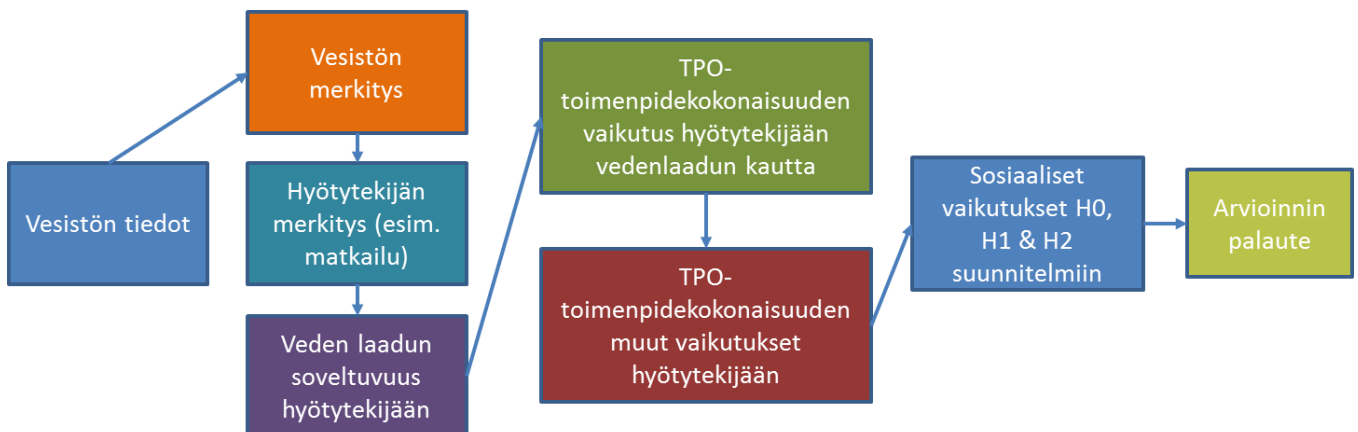 Vesistön tiedot
Vesistön
merkitys
Hyötytekijän
merkitys (esim.
matkailu)
Veden laadun
soveltuvuus
hyötytekijään
TPO-
toimenpidekokonaisuuden
vaikutus hyötytekijään
vedenlaadun kautta
TPO-
toimenpidekokonaisuuden
muut vaikutukset
hyötytekijään
Sosiaaliset
vaikutukset H0,
H1 & H2
suunnitelmiin
Arvioinnin
palaute